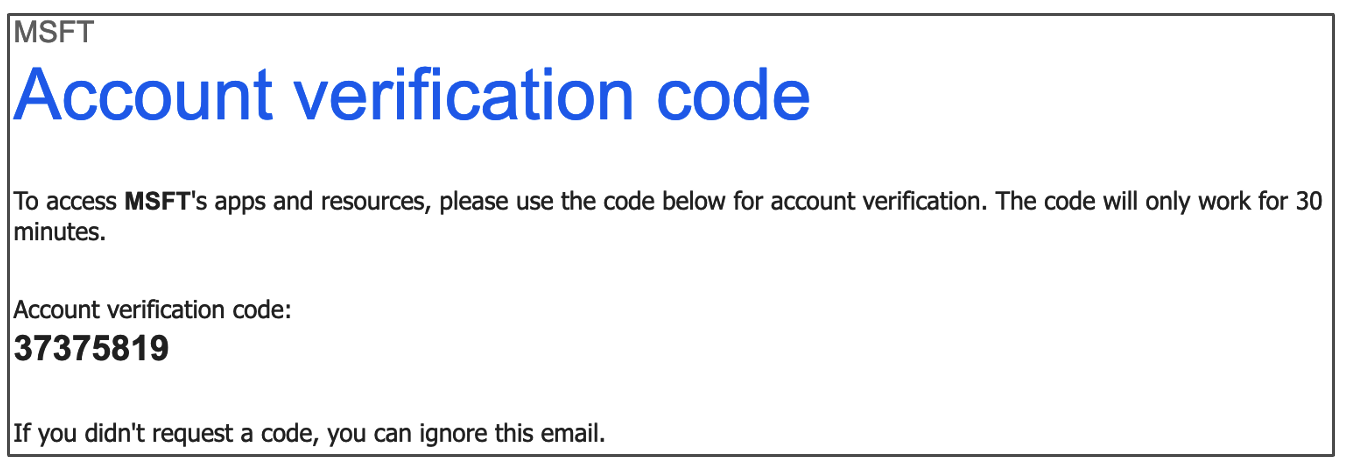 MSFT
Account verification code
To access MSFT's apps and resources, please use the code below for account verification. The code will only work for 30
minutes.
Account verification code:
37375819
If you didn't request a code, you can ignore this email.